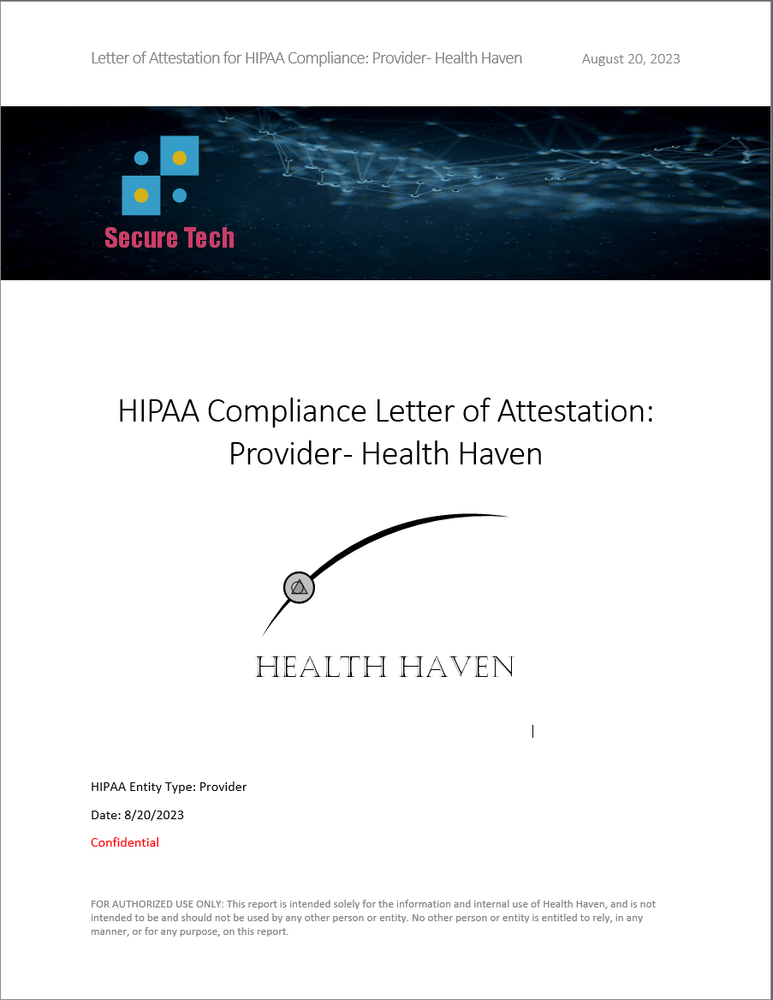 Letter of Attestation for HIPAA Compliance: Provider- Health Haven August 20, 2023
Secure Tech
HIPAA Compliance Letter of Attestation:
Provider- Health Haven
HEALTH HAVEN
HIPAA Entity Type: Provider
Date: 8/20/2023
Confidential
FOR AUTHORIZED USE ONLY: This report is intended solely for the information and internal use of Health Haven, and is not
intended to be and should not be used by any other person or entity. No other person or entity is entitled to rely, in any
manner, or for any purpose, on this report.